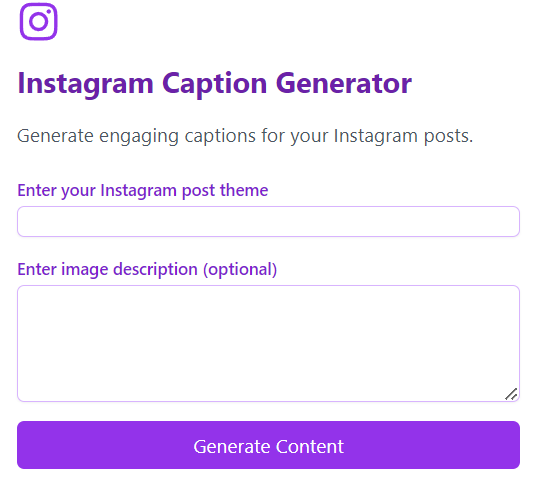 Instagram Caption Generator
Generate engaging captions for your Instagram posts.
Enter your Instagram post theme
Enter image description (optional)
Generate Content